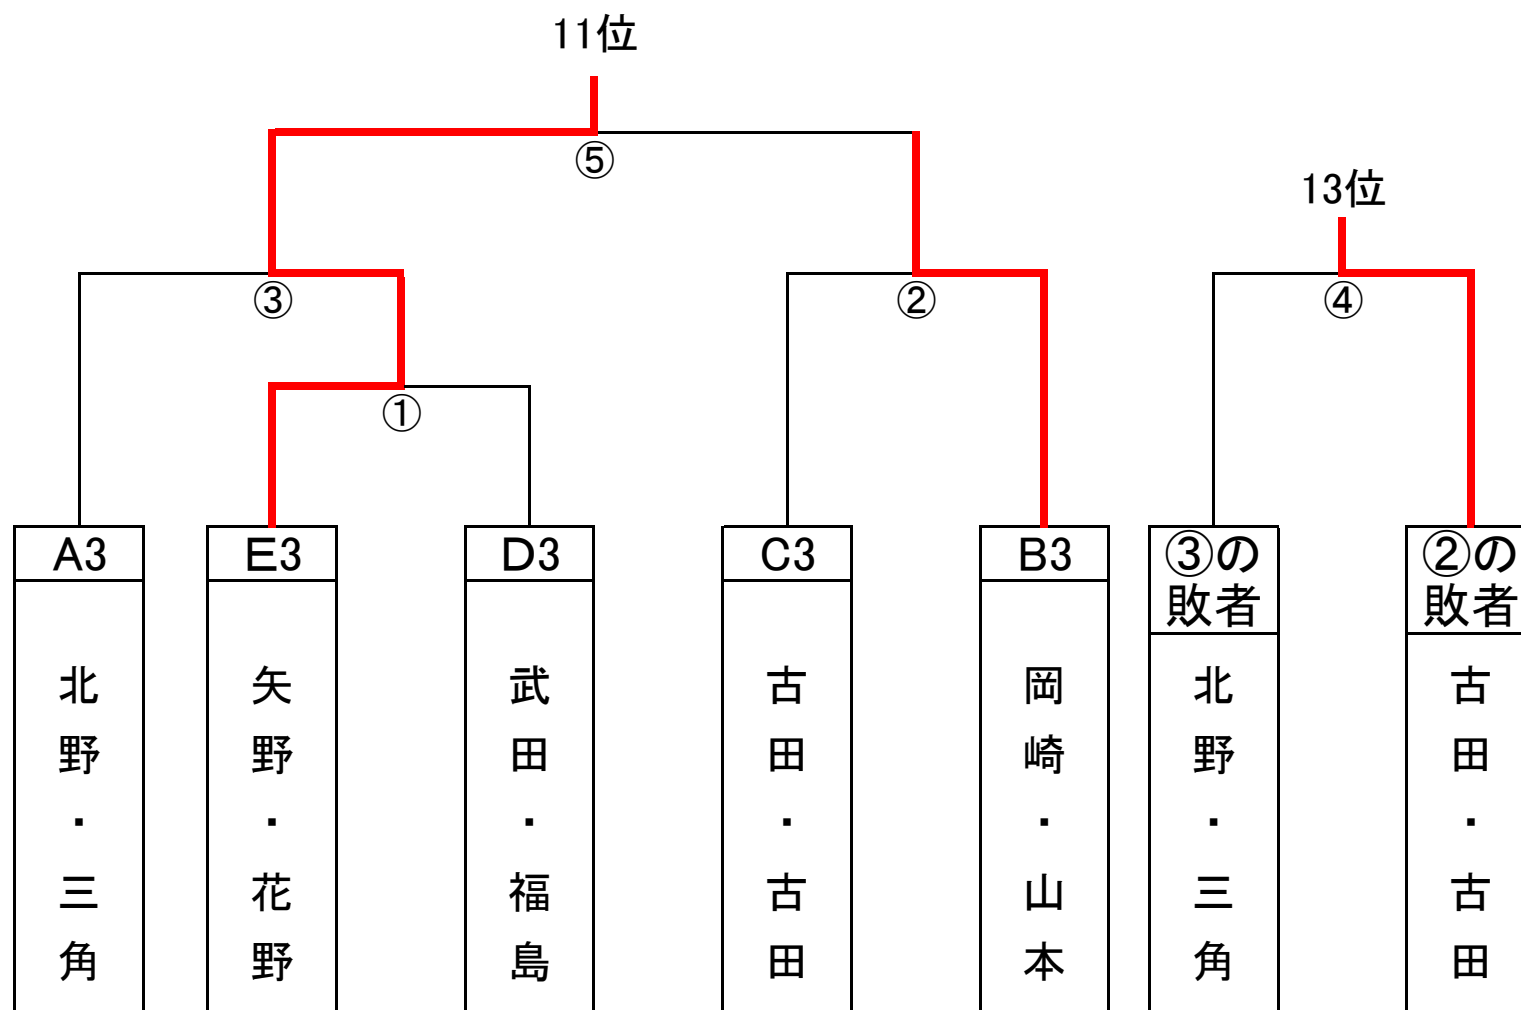 11位
⑤
13位
③
②
④
①
A3
E3
D3
C3
B3
③の
敗者
②の
敗者
北野・三角
矢野・花野
武田・福島
古田・古田
岡崎・山本
北野・三角
古田・古田